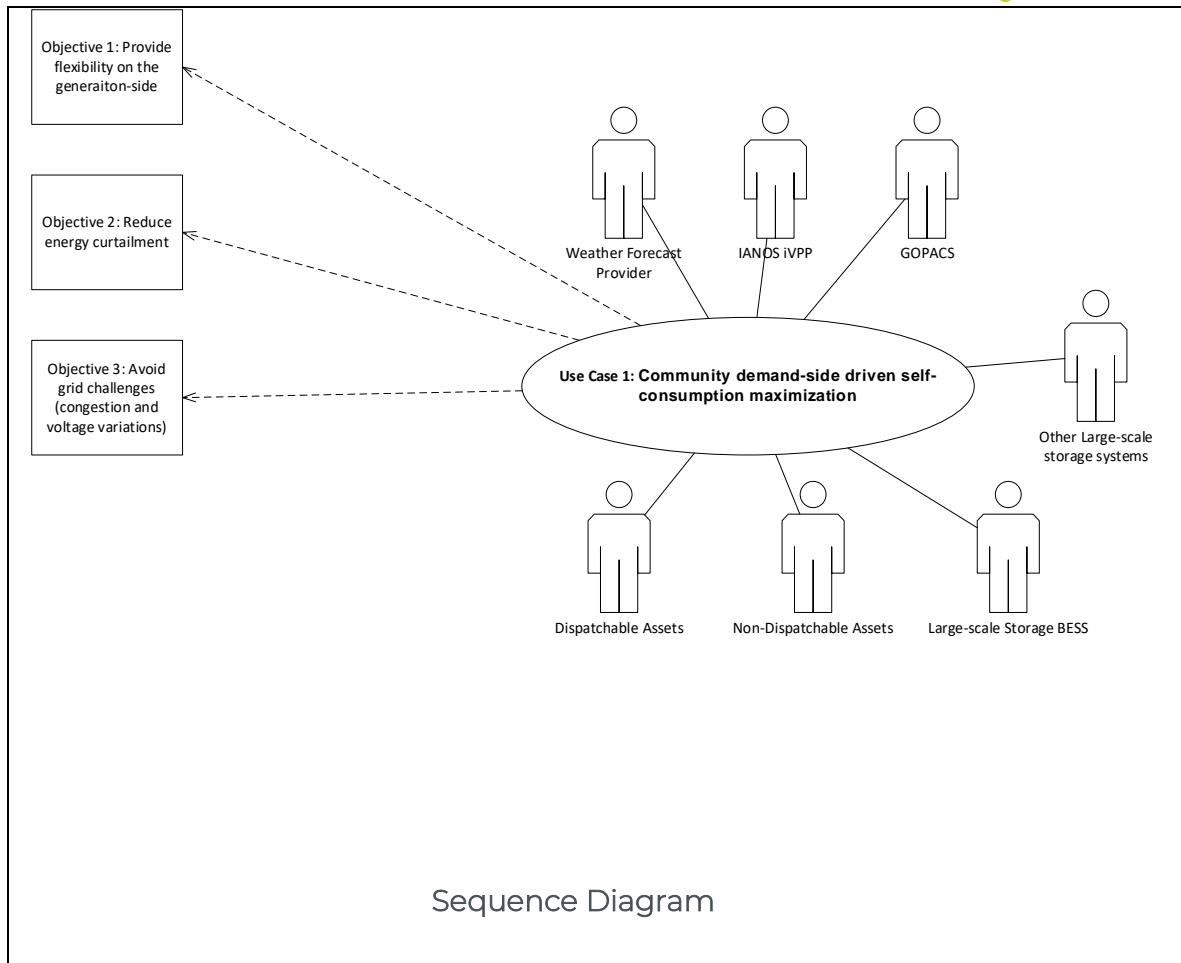 Objective 1: Provide
flexibility on the
generaiton-side
Objective 2: Reduce
energy curtailment
Objective 3: Avoid
grid challenges
(congestion and
voltage variations)
Weather Forecast
Provider
IANOS iVPP
GOPACS
Use Case 1: Community demand-side driven self-
consumption maximization
Other Large-scale
storage systems
Dispatchable Assets
Non-Dispatchable Assets
Large-scale Storage BESS
Sequence Diagram